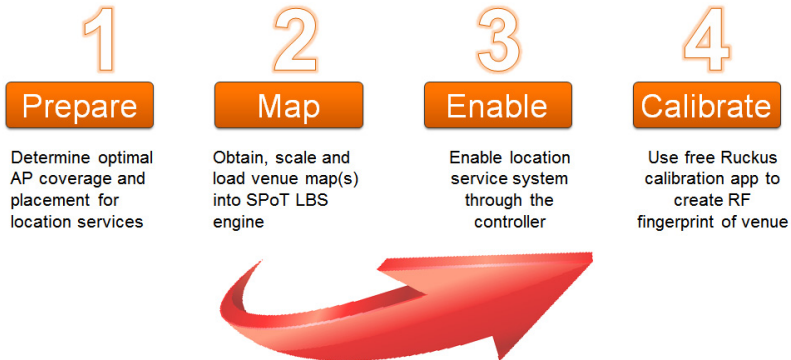 1
Prepare
Determine optimal
AP coverage and
placement for
location services
2
Map
Obtain, scale and
load venue map(s)
into SPoT LBS
engine
3
Enable
Enable location
service system
through the
controller
4
Calibrate
Use free Ruckus
calibration app to
create RF
fingerprint of venue